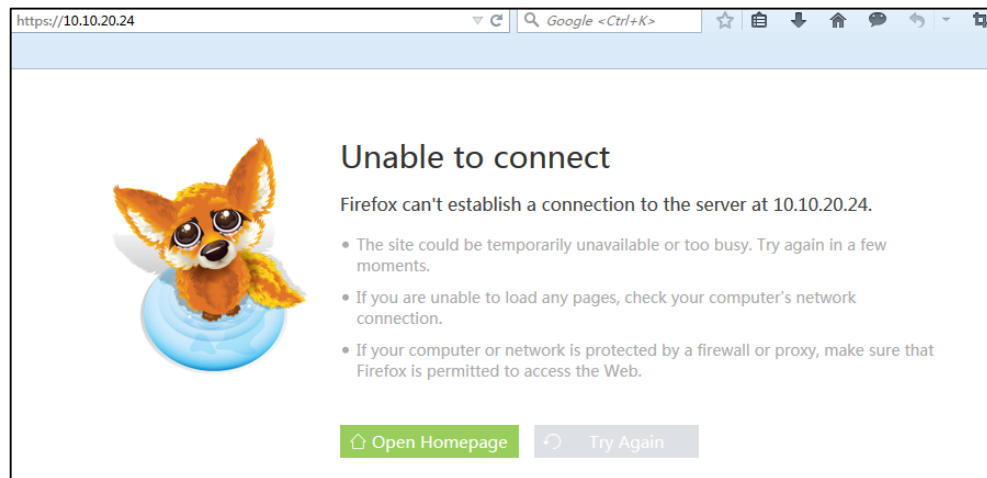 https://10.10.20.24
Google <Ctrl+K>
Unable to connect
Firefox can't establish a connection to the server at 10.10.20.24.
• The site could be temporarily unavailable or too busy. Try again in a few
moments.
• If you are unable to load any pages, check your computer's network
connection.
• If your computer or network is protected by a firewall or proxy, make sure that
Firefox is permitted to access the Web.
Open Homepage
Try Again